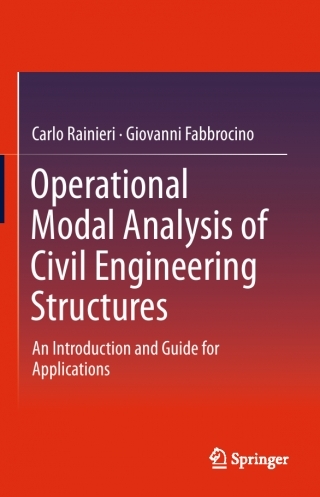 Carlo Rainieri · Giovanni Fabbrocino
Operational
Modal Analysis of
Civil Engineering
Structures
An Introduction and Guide for
Applications
Springer